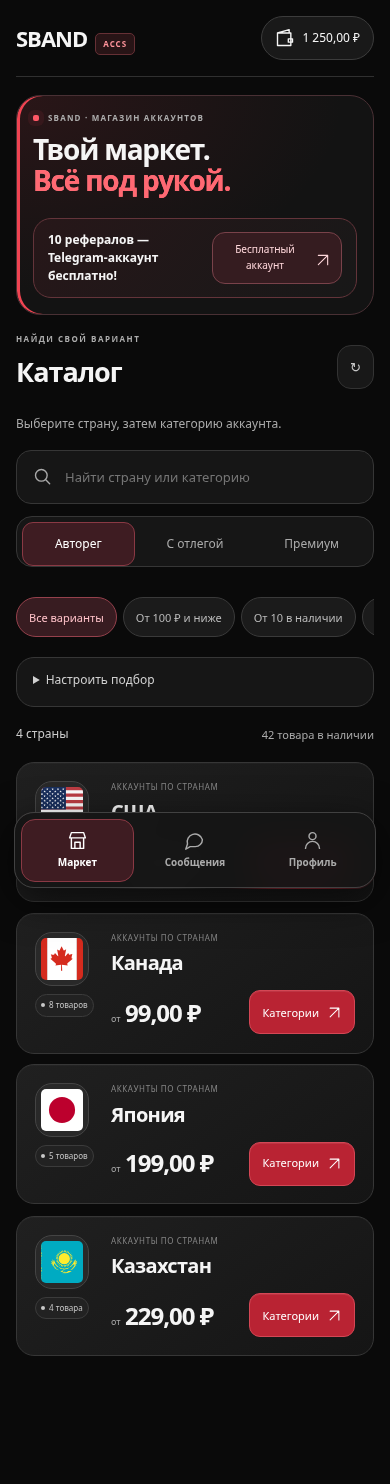 SBAND ACCS
1 250,00 ₽
SBAND · МАГАЗИН АККАУНТОВ
Твой маркет.
Всё под рукой.
10 рефералов —
Telegram-аккаунт
бесплатно!
Бесплатный
аккаунт
НАЙДИ СВОЙ ВАРИАНТ
Каталог
Выберите страну, затем категорию аккаунта.
Найти страну или категорию
Авторег
С отлегой
Премиум
Все варианты
От 100 ₽ и ниже
От 10 в наличии
Настроить подбор
4 страны
42 товара в наличии
АККАУНТЫ ПО СТРАНАМ
США
Маркет
Сообщения
Профиль
АККАУНТЫ ПО СТРАНАМ
Канада
8 товаров
от 99,00 ₽
Категории
АККАУНТЫ ПО СТРАНАМ
Япония
5 товаров
от 199,00 ₽
Категории
АККАУНТЫ ПО СТРАНАМ
Казахстан
4 товара
от 229,00 ₽
Категории